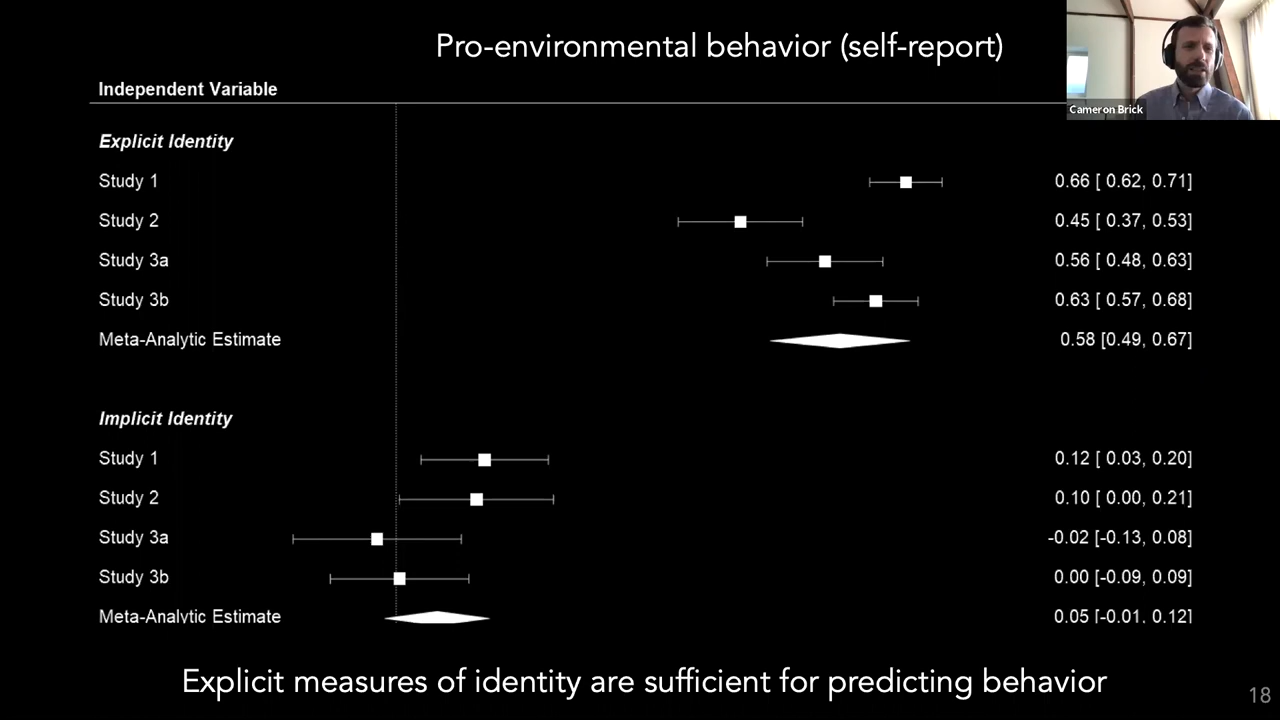 Pro-environmental behavior (self-report)
Cameron Brick
Independent Variable
Explicit Identity
Study 1 0.66 [ 0.62, 0.71]
Study 2 0.45 [ 0.37, 0.53]
Study 3a 0.56 [ 0.48, 0.63]
Study 3b 0.63 [ 0.57, 0.68]
Meta-Analytic Estimate 0.58 [0.49, 0.67]
Implicit Identity
Study 1 0.12 [ 0.03, 0.20]
Study 2 0.10 [ 0.00, 0.21]
Study 3a -0.02 [-0.13, 0.08]
Study 3b 0.00 [-0.09, 0.09]
Meta-Analytic Estimate 0.05 [-0.01, 0.12]
Explicit measures of identity are sufficient for predicting behavior
18